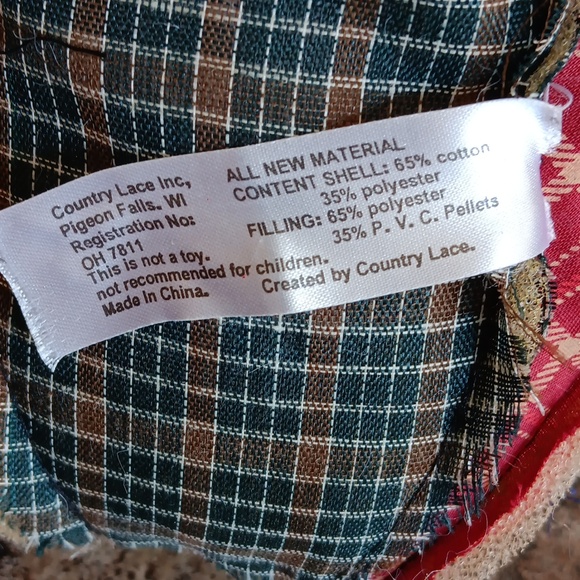 Country Lace Inc,
Pigeon Falls. WI
Registration No:
OH 7811
This is not a toy.
not recommended for children.
Made In China.
ALL NEW MATERIAL
CONTENT SHELL: 65% cotton
35% polyester
FILLING: 65% polyester
35% P. V. C. Pellets
Created by Country Lace.